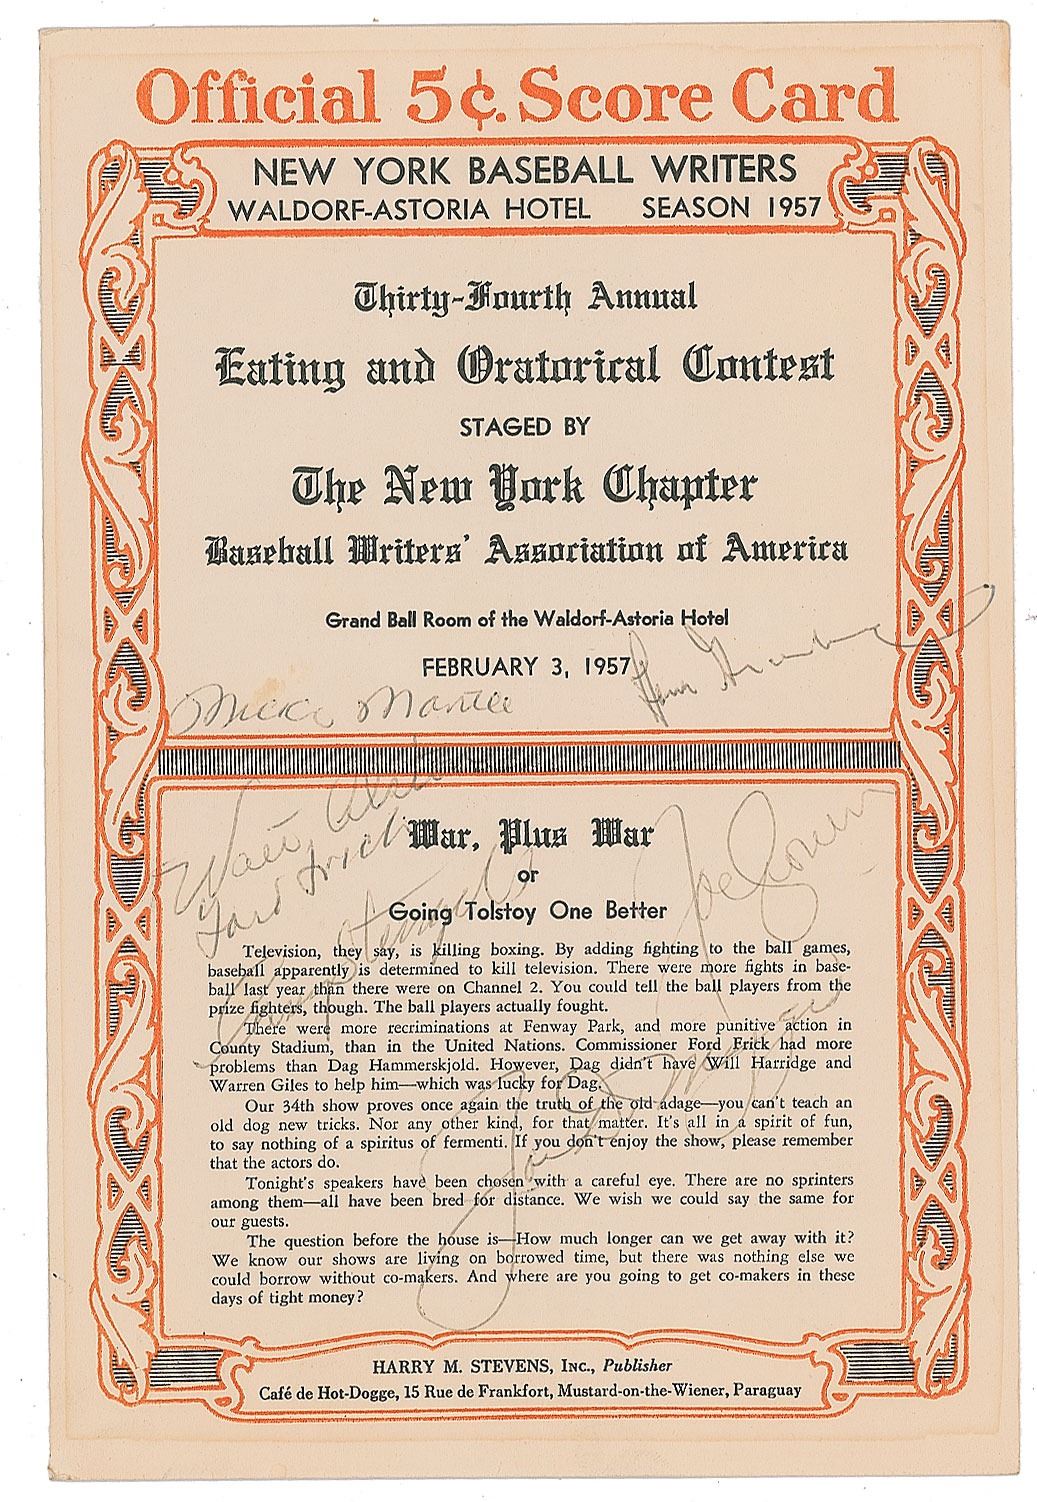 Official 5¢. Score Card
NEW YORK BASEBALL WRITERS
WALDORF-ASTORIA HOTEL SEASON 1957
Thirty-Fourth Annual
Eating and Oratorical Contest
STAGED BY
The New York Chapter
Baseball Writers' Association of America
Grand Ball Room of the Waldorf-Astoria Hotel
FEBRUARY 3, 1957
Mickey Mantle
Walt Alston
Ford Frick
Joe Cronin
War, Plus War
or
Going Tolstoy One Better
Television, they say, is killing boxing. By adding fighting to the ball games,
baseball apparently is determined to kill television. There were more fights in base-
ball last year than there were on Channel 2. You could tell the ball players from the
prize fighters, though. The ball players actually fought.
There were more recriminations at Fenway Park, and more punitive action in
County Stadium, than in the United Nations. Commissioner Ford Frick had more
problems than Dag Hammerskjold. However, Dag didn't have Will Harridge and
Warren Giles to help him—which was lucky for Dag.
Our 34th show proves once again the truth of the old adage—you can't teach an
old dog new tricks. Nor any other kind, for that matter. It's all in a spirit of fun,
to say nothing of a spiritus of fermenti. If you don't enjoy the show, please remember
that the actors do.
Tonight's speakers have been chosen with a careful eye. There are no sprinters
among them—all have been bred for distance. We wish we could say the same for
our guests.
The question before the house is—How much longer can we get away with it?
We know our shows are living on borrowed time, but there was nothing else we
could borrow without co-makers. And where are you going to get co-makers in these
days of tight money?
HARRY M. STEVENS, INC., Publisher
Café de Hot-Dogge, 15 Rue de Frankfort, Mustard-on-the-Wiener, Paraguay